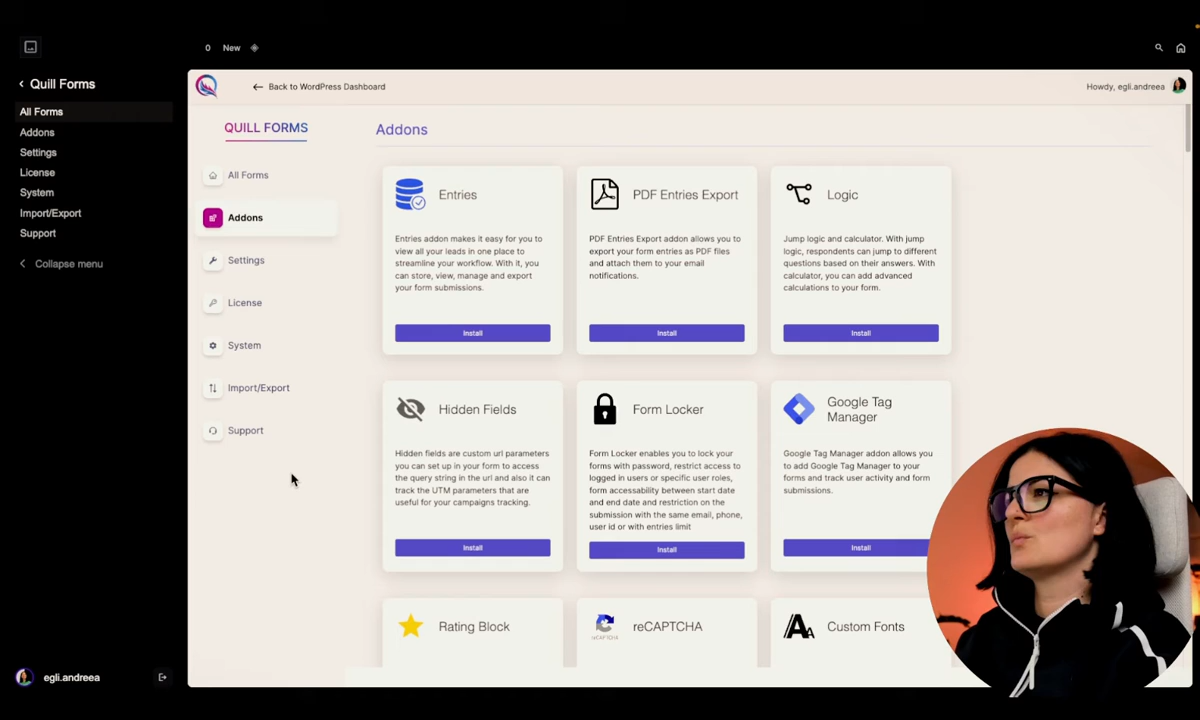 Quill Forms
All Forms
Addons
Settings
License
System
Import/Export
Support
Collapse menu
egli.andreea
0 New
Back to WordPress Dashboard
Howdy, egli.andreea
QUILL FORMS
All Forms
Addons
Settings
License
System
Import/Export
Support
Addons
Entries
Entries addon makes it easy for you to
view all your leads in one place to
streamline your workflow. With it, you
can store, view, manage and export
your form submissions.
Install
PDF Entries Export
PDF Entries Export addon allows you to
export your form entries as PDF files
and attach them to your email
notifications.
Install
Logic
Jump logic and calculator. With jump
logic, respondents can jump to different
questions based on their answers. With
calculator, you can add advanced
calculations to your form.
Install
Hidden Fields
Hidden fields are custom url parameters
you can set up in your form to access
the query string in the url and also it can
track the UTM parameters that are
useful for your campaigns tracking.
Install
Form Locker
Form Locker enables you to lock your
forms with password, restrict access to
logged in users or specific user roles,
form accessability between start date
and end date and restriction on the
submission with the same email, phone,
user id or with entries limit
Install
Google Tag
Manager
Google Tag Manager addon allows you
to add Google Tag Manager to your
forms and track user activity and form
submissions.
Install
Rating Block
reCAPTCHA
reCAPTCHA
Custom Fonts